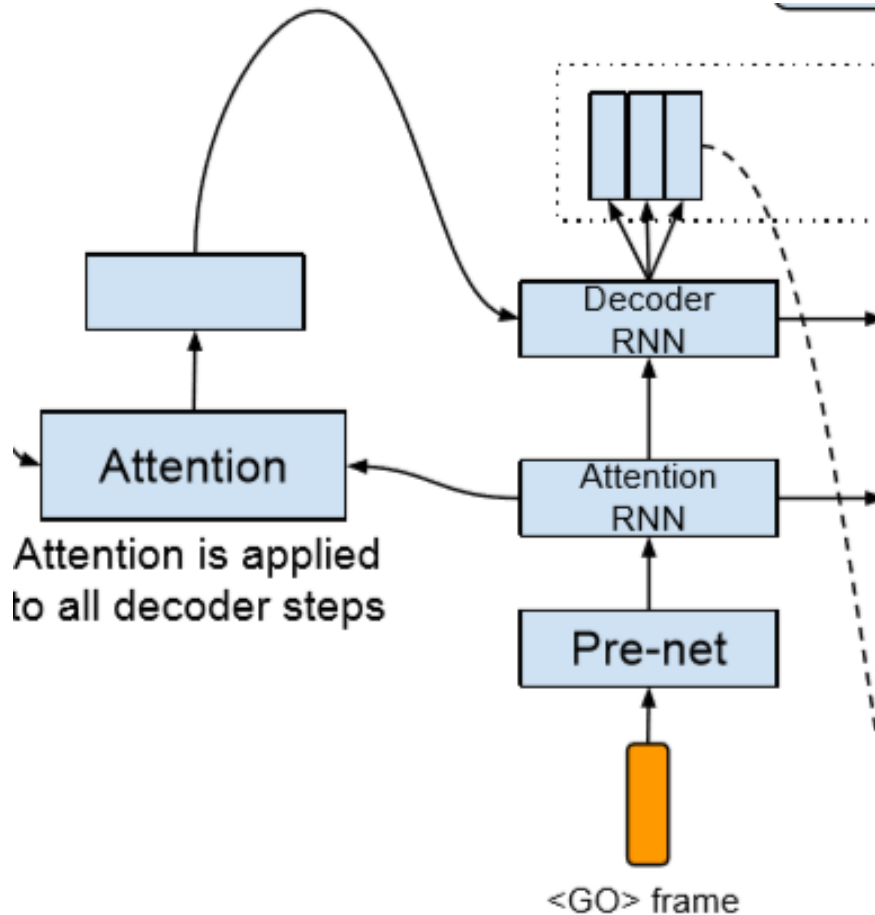 Decoder
RNN
Attention
Attention
RNN
Attention is applied
to all decoder steps
Pre-net
<GO> frame